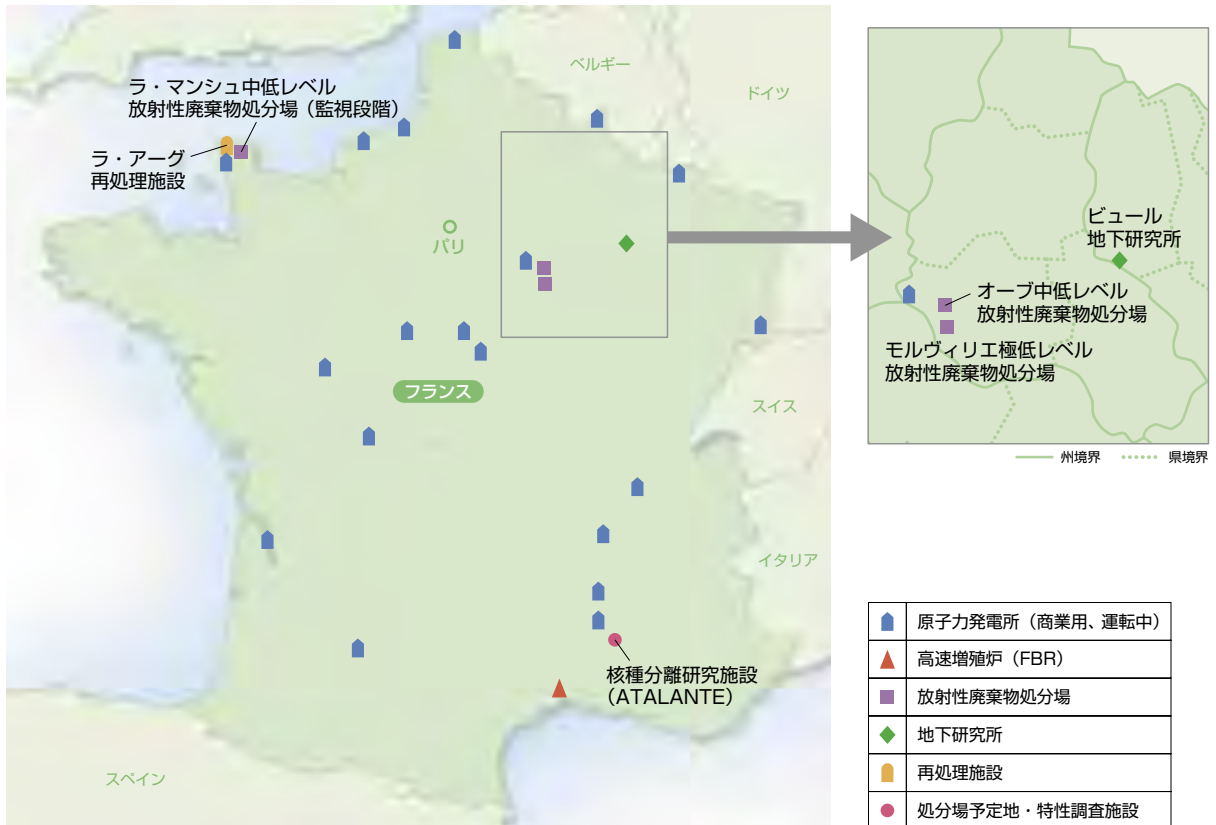 ベルギー
ドイツ
ラ・マンシュ中低レベル
放射性廃棄物処分場（監視段階）
ラ・アーグ
再処理施設
パリ
フランス
スイス
イタリア
核種分離研究施設
（ATALANTE）
スペイン
ビュール
地下研究所
オーブ中低レベル
放射性廃棄物処分場
モルヴィリエ極低レベル
放射性廃棄物処分場
州境界
県境界
原子力発電所（商業用、運転中）
高速増殖炉（FBR）
放射性廃棄物処分場
地下研究所
再処理施設
処分場予定地・特性調査施設